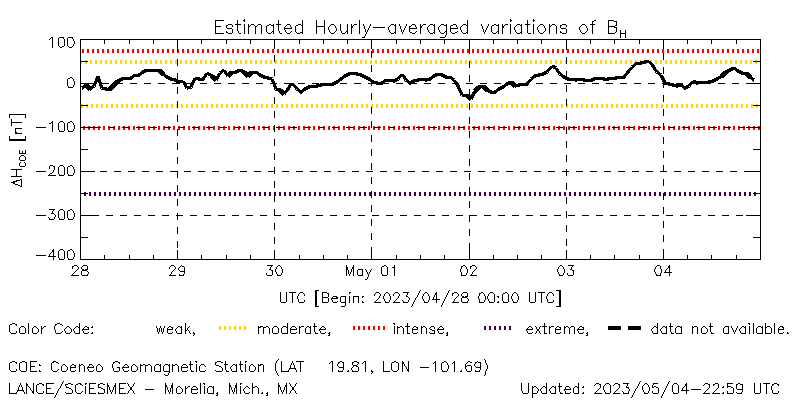 Estimated Hourly-averaged variations of BH
100
0
-100
-200
-300
-400
ΔHCOE [nT]
28 29 30 May 01 02 03 04
UTC [Begin: 2023/04/28 00:00 UTC]
Color Code: weak, moderate, intense, extreme, data not available.
COE: Coeneo Geomagnetic Station (LAT 19.81, LON -101.69)
LANCE/SCiESMEX - Morelia, Mich., MX Updated: 2023/05/04-22:59 UTC